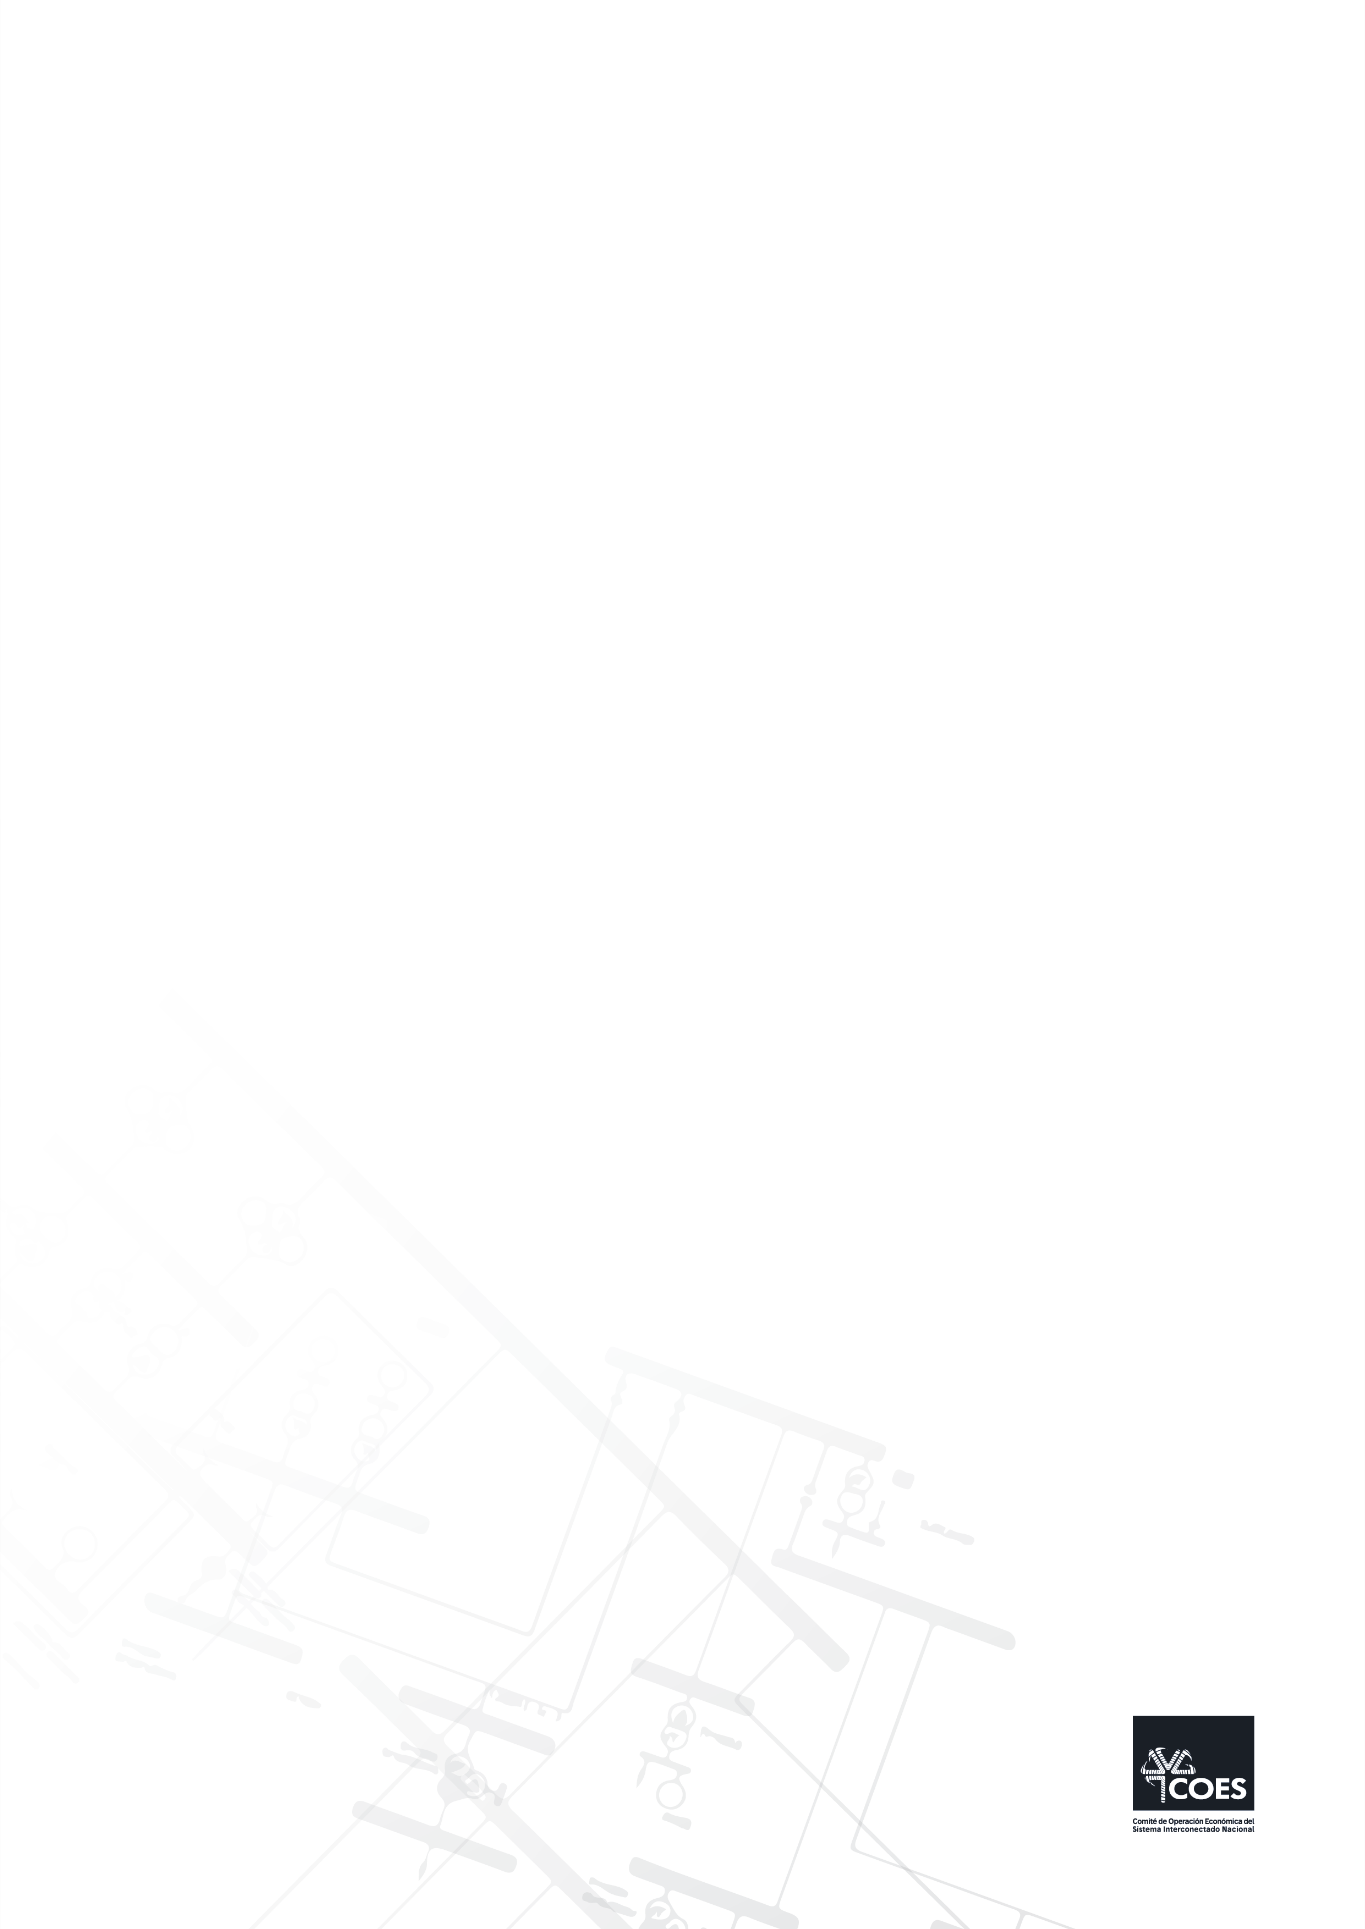 COES
Comité de Operación Económica del
Sistema Interconectado Nacional